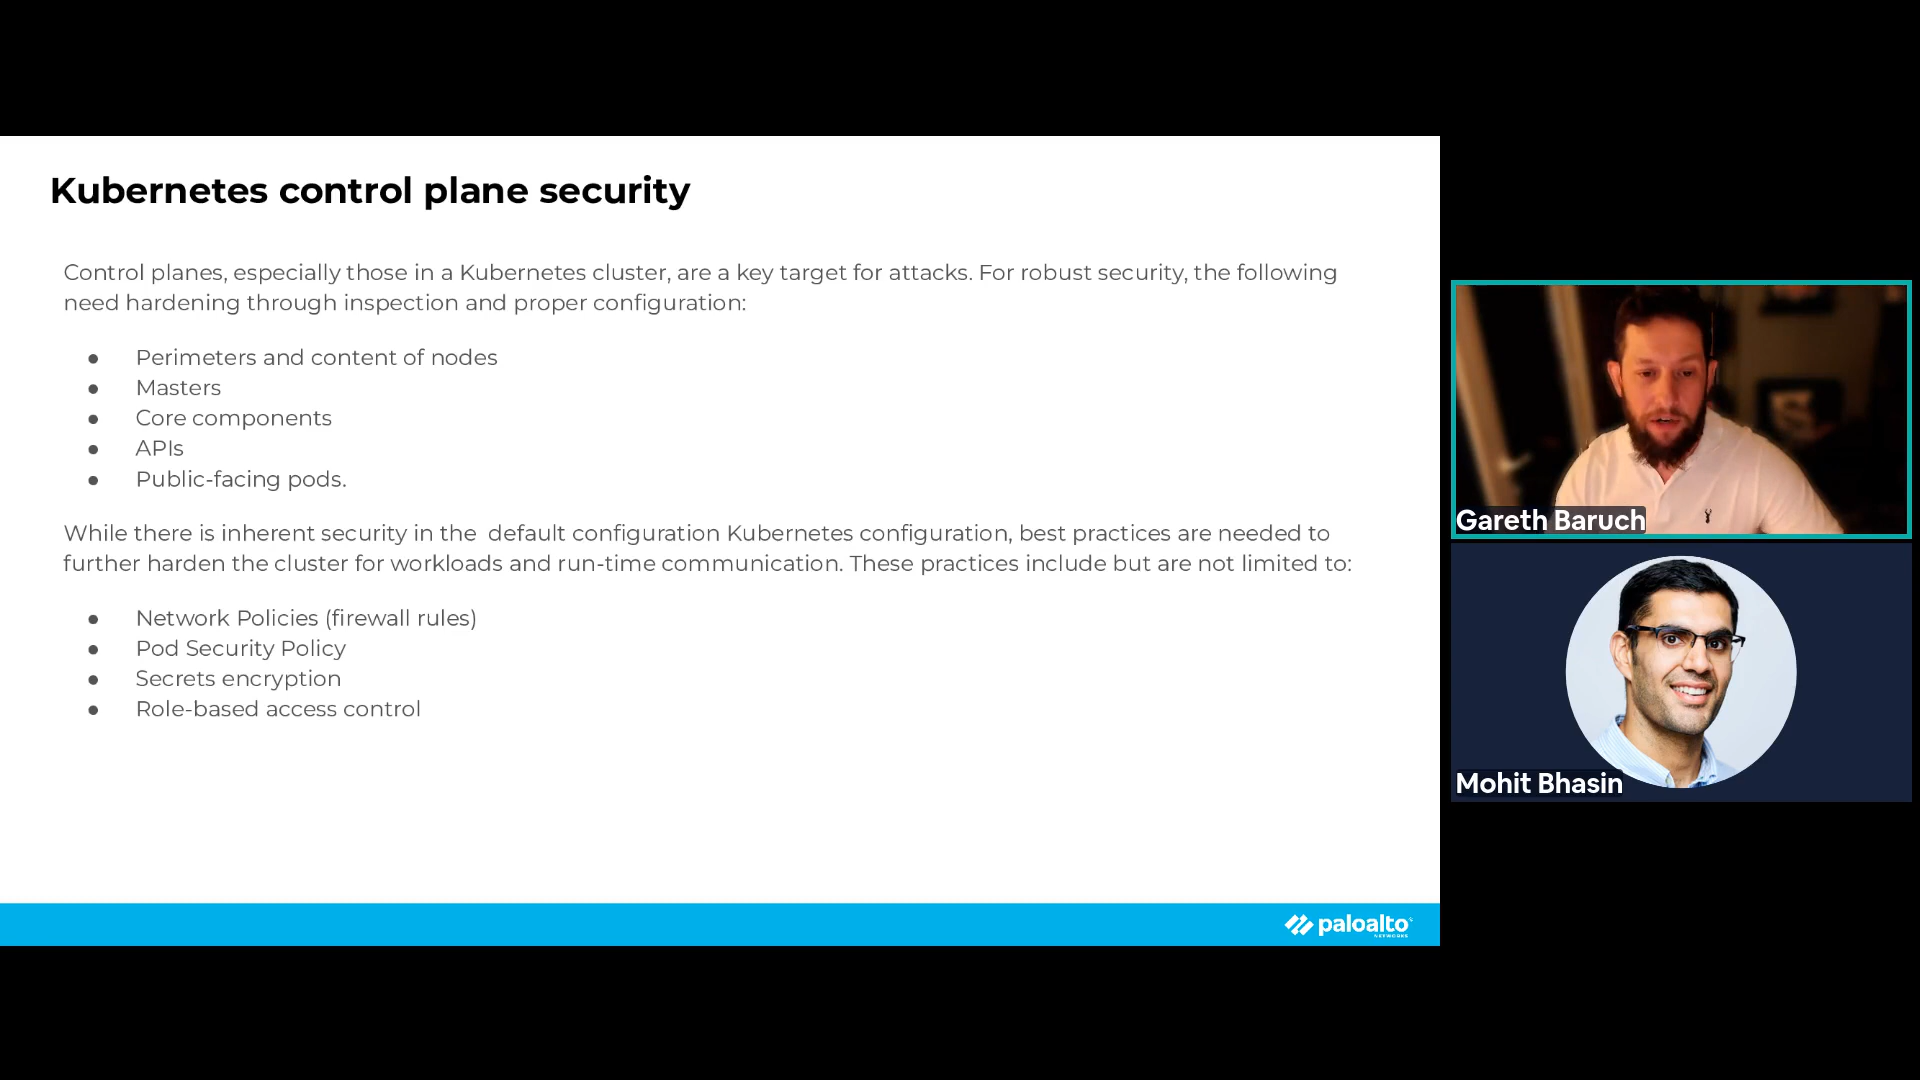 Kubernetes control plane security
Control planes, especially those in a Kubernetes cluster, are a key target for attacks. For robust security, the following
need hardening through inspection and proper configuration:
● Perimeters and content of nodes
● Masters
● Core components
● APIs
● Public-facing pods.
While there is inherent security in the  default configuration Kubernetes configuration, best practices are needed to
further harden the cluster for workloads and run-time communication. These practices include but are not limited to:
● Network Policies (firewall rules)
● Pod Security Policy
● Secrets encryption
● Role-based access control
paloalto
NETWORKS
Gareth Baruch
Mohit Bhasin